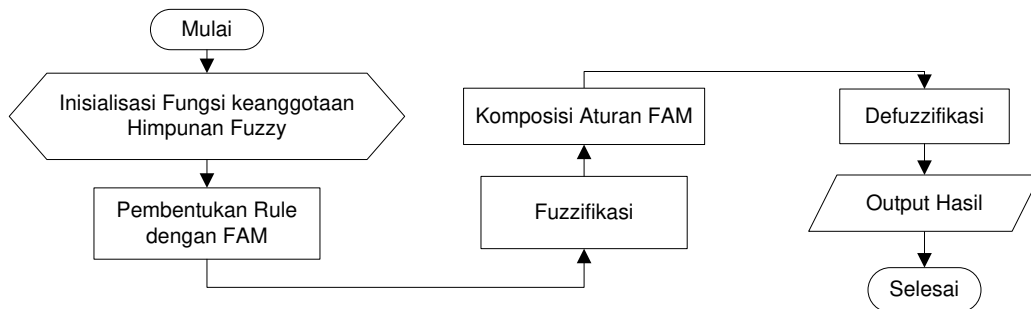 Mulai
Inisialisasi Fungsi keanggotaan
Himpunan Fuzzy
Pembentukan Rule
dengan FAM
Fuzzifikasi
Komposisi Aturan FAM
Defuzzifikasi
Output Hasil
Selesai